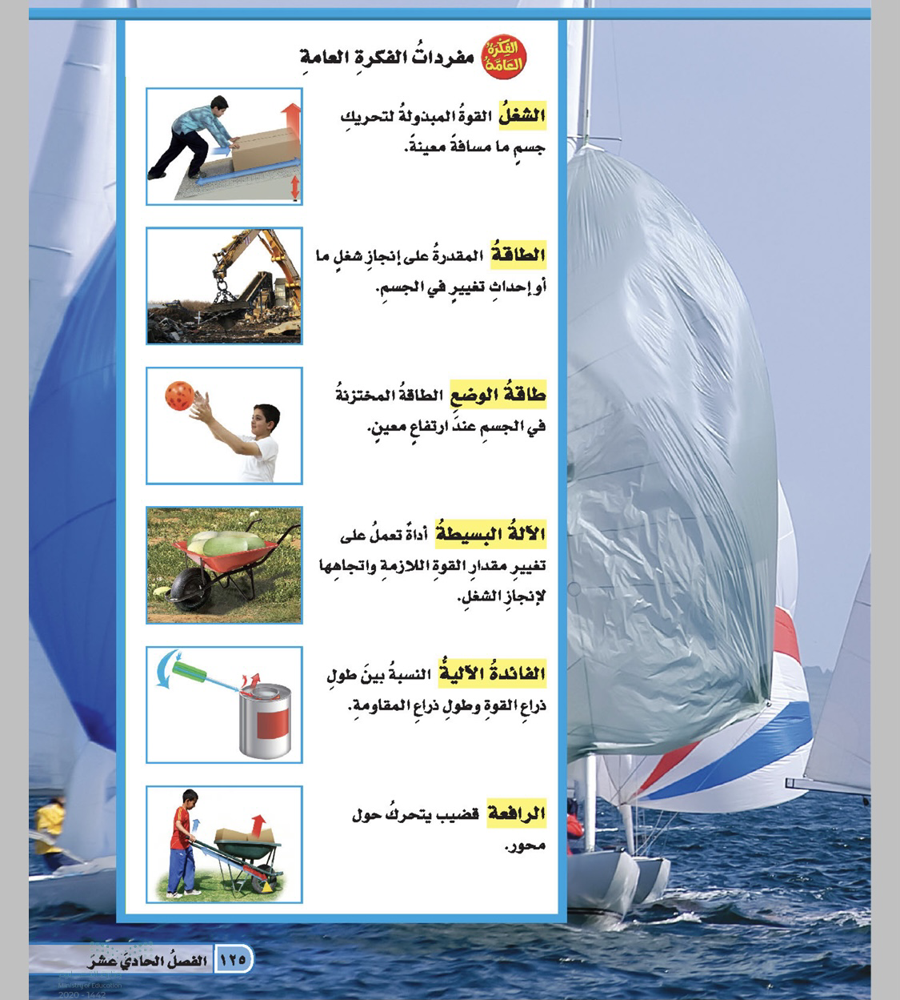 الفِكْرَةُ
العَامَّةُ
مفرداتُ الفكرةِ العامةِ
الشغلُ القوةُ المبذولةُ لتحريكِ
جسمٍ ما مسافةً معينةً.
الطاقةُ المقدرةُ على إنجازِ شغلٍ ما
أو إحداثِ تغييرٍ في الجسمِ.
طاقةُ الوضعِ الطاقةُ المختزنةُ
في الجسمِ عندَ ارتفاعٍ معينٍ.
الآلةُ البسيطةُ أداةٌ تعملُ على
تغييرِ مقدارِ القوةِ اللازمةِ واتجاهِها
لإنجازِ الشغلِ.
الفائدةُ الآليةُ النسبةُ بينَ طولِ
ذراعِ القوةِ وطولِ ذراعِ المقاومةِ.
الرافعة قضيب يتحركُ حول
محور.
١٢٥ الفصلُ الحاديَ عشرَ
Ministry of Education
2020 - 1442